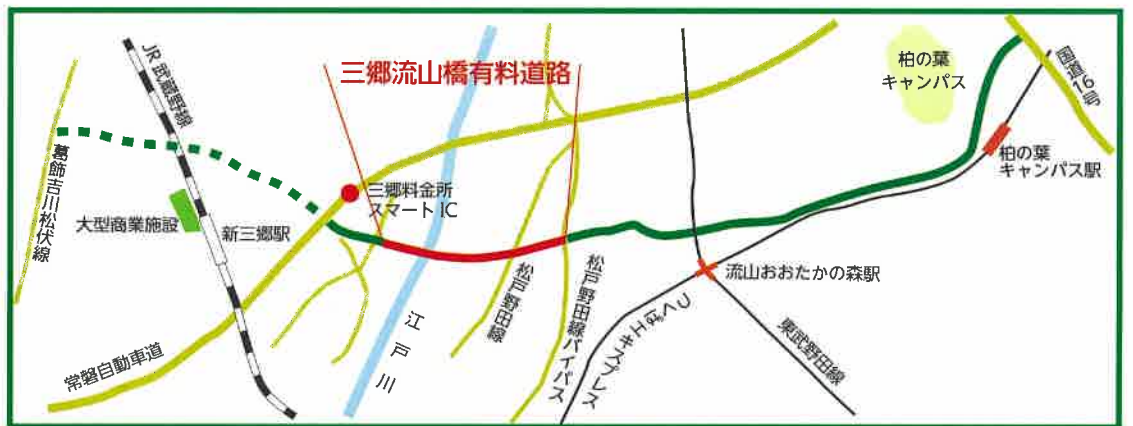 JR 武蔵野線
三郷流山橋有料道路
柏の葉
キャンパス
国道16号
葛飾吉川松伏線
大型商業施設
新三郷駅
三郷料金所
スマートIC
柏の葉
キャンパス駅
松戸野田線
松戸野田線バイパス
流山おおたかの森駅
つくばエキスプレス
東武野田線
江戸川
常磐自動車道